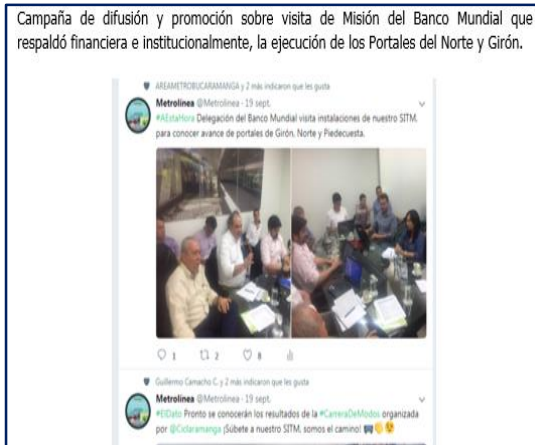 Campaña de difusión y promoción sobre visita de Misión del Banco Mundial que
respaldó financiera e institucionalmente, la ejecución de los Portales del Norte y Girón.
AREAMETROBUCARAMANGA y 2 más indicaron que les gusta
Metrolínea @Metrolinea · 19 sept.
#AEstaHora Delegación del Banco Mundial visita instalaciones de nuestro SITM,
para conocer avance de portales de Girón, Norte y Piedecuesta.
1 2 8
Guillermo Camacho C. y 2 más indicaron que les gusta
Metrolínea @Metrolinea · 19 sept.
#ElDato Pronto se conocerán los resultados de la #CarreraDeModos organizada
por @Ciclaramanga ¡Súbete a nuestro SITM, somos el camino!